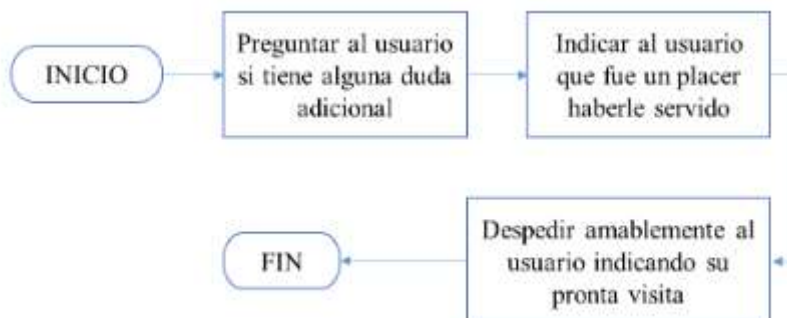 INICIO
Preguntar al usuario
si tiene alguna duda
adicional
Indicar al usuario
que fue un placer
haberle servido
FIN
Despedir amablemente al
usuario indicando su
pronta visita